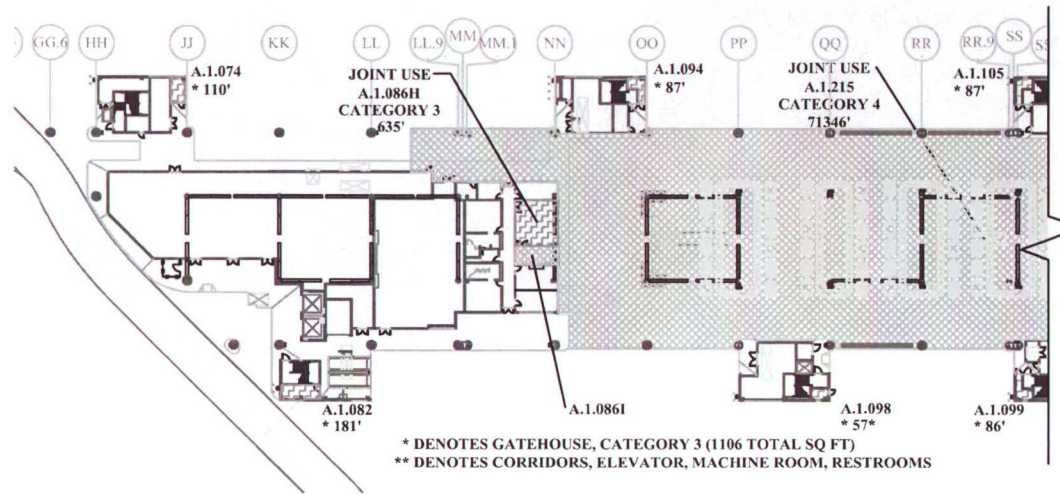 GG.6 HH JJ KK LL LL.9 MM MM.1 NN OO PP QQ RR RR.9 SS
A.1.074
* 110'
JOINT USE
A.1.086H
CATEGORY 3
635'
A.1.094
* 87'
JOINT USE
A.1.215
CATEGORY 4
71346'
A.1.105
* 87'
A.1.082
* 181'
A.1.086I
A.1.098
* 57*
A.1.099
* 86'
* DENOTES GATEHOUSE, CATEGORY 3 (1106 TOTAL SQ FT)
** DENOTES CORRIDORS, ELEVATOR, MACHINE ROOM, RESTROOMS